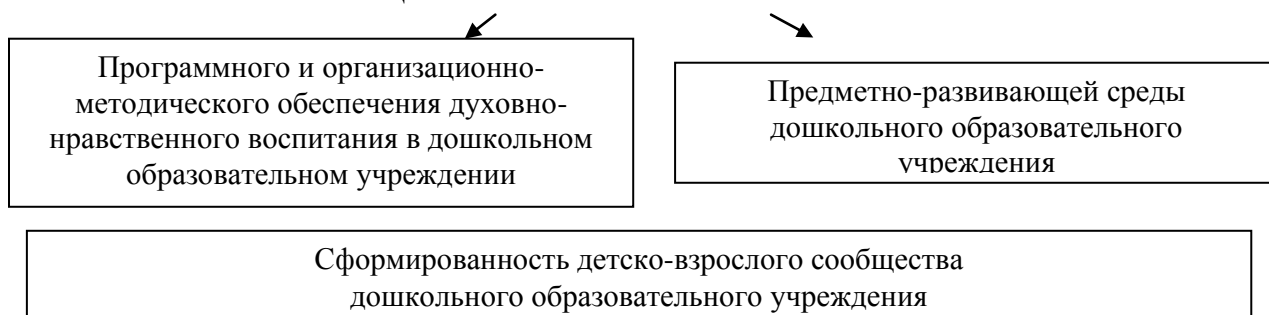 Программного и организационно-
методического обеспечения духовно-
нравственного воспитания в дошкольном
образовательном учреждении
Предметно-развивающей среды
дошкольного образовательного
учреждения
Сформированность детско-взрослого сообщества
дошкольного образовательного учреждения